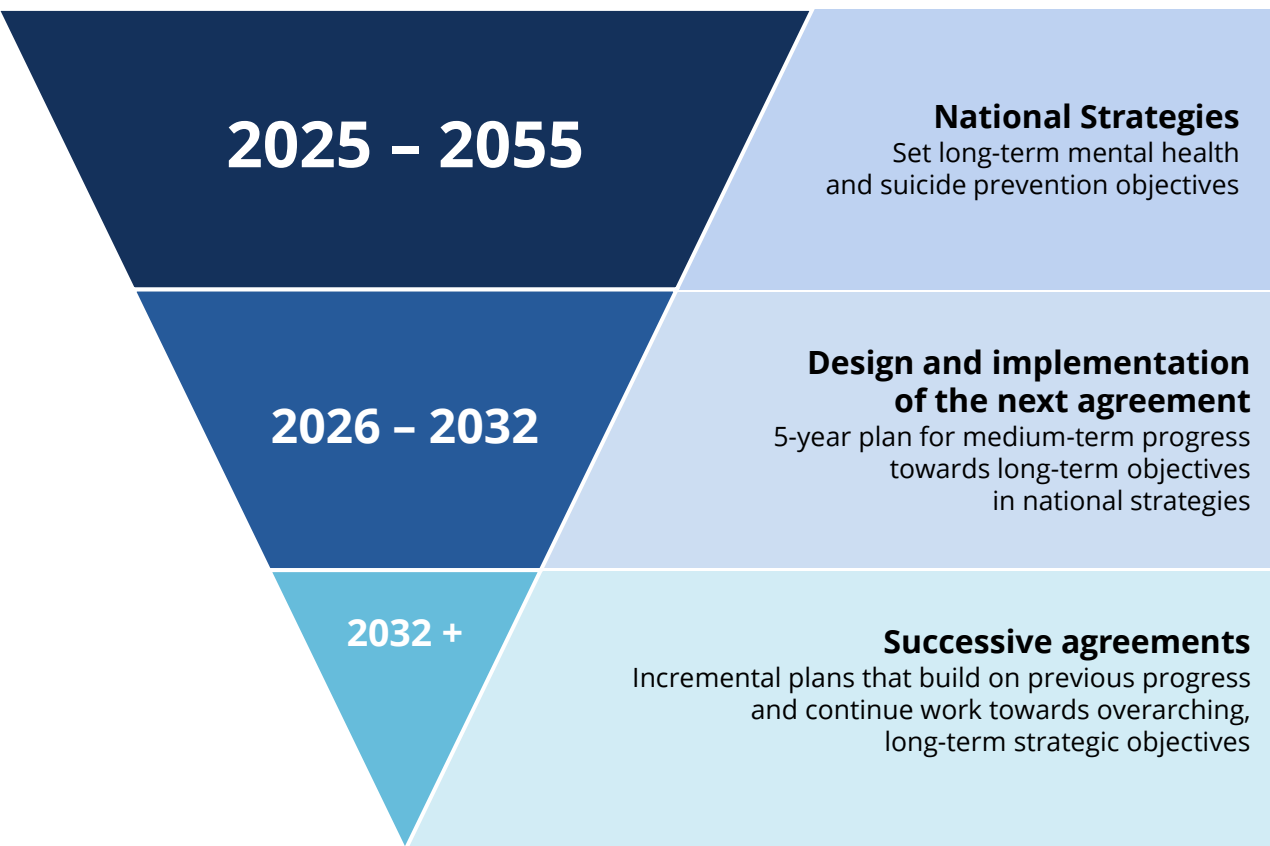 2025 – 2055
National Strategies
Set long-term mental health
and suicide prevention objectives
2026 – 2032
Design and implementation
of the next agreement
5-year plan for medium-term progress
towards long-term objectives
in national strategies
2032 +
Successive agreements
Incremental plans that build on previous progress
and continue work towards overarching,
long-term strategic objectives